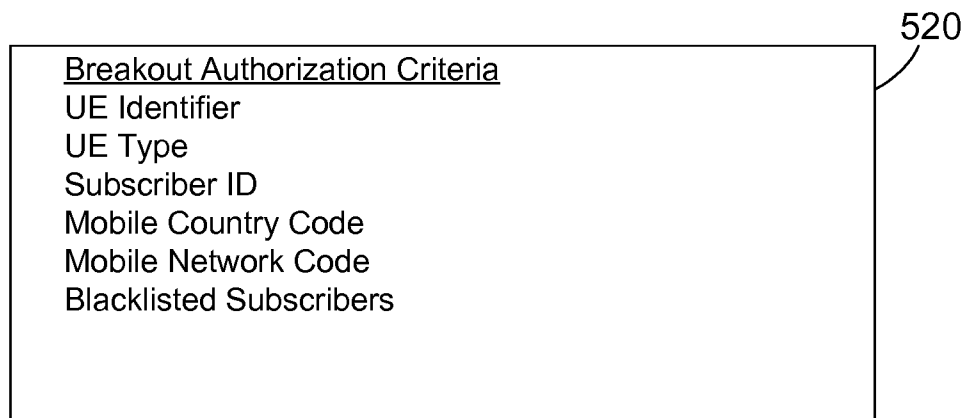 520
Breakout Authorization Criteria
UE Identifier
UE Type
Subscriber ID
Mobile Country Code
Mobile Network Code
Blacklisted Subscribers